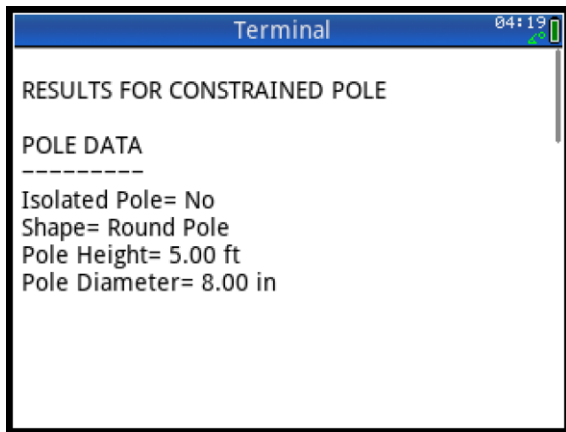 Terminal
04:19
RESULTS FOR CONSTRAINED POLE
POLE DATA
---------
Isolated Pole= No
Shape= Round Pole
Pole Height= 5.00 ft
Pole Diameter= 8.00 in